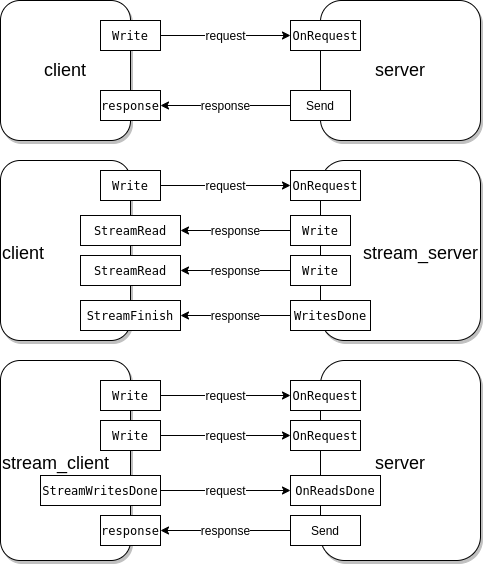 Write request OnRequest
client server
response response Send
Write request OnRequest
StreamRead response Write
client stream_server
StreamRead response Write
StreamFinish response WritesDone
Write request OnRequest
Write request OnRequest
stream_client server
StreamWritesDone request OnReadsDone
response response Send